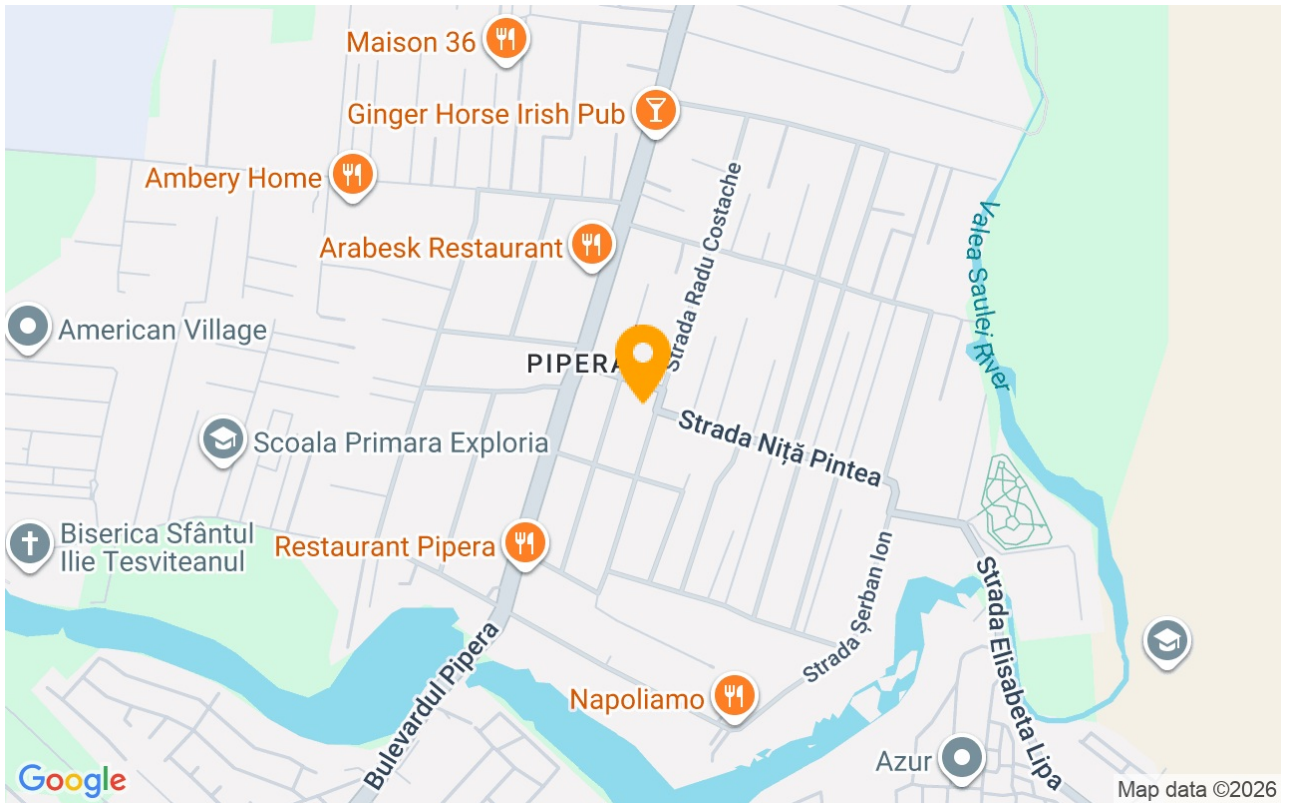 Maison 36
Ginger Horse Irish Pub
Ambery Home
Strada Radu Costache
Valea Saulei River
Arabesk Restaurant
American Village
PIPERA
Strada Niță Pintea
Scoala Primara Exploria
Biserica Sfântul
Ilie Tesviteanul
Restaurant Pipera
Strada Șerban Ion
Strada Elisabeta Lipa
Bulevardul Pipera
Napoliamo
Azur
Google
Map data ©2026